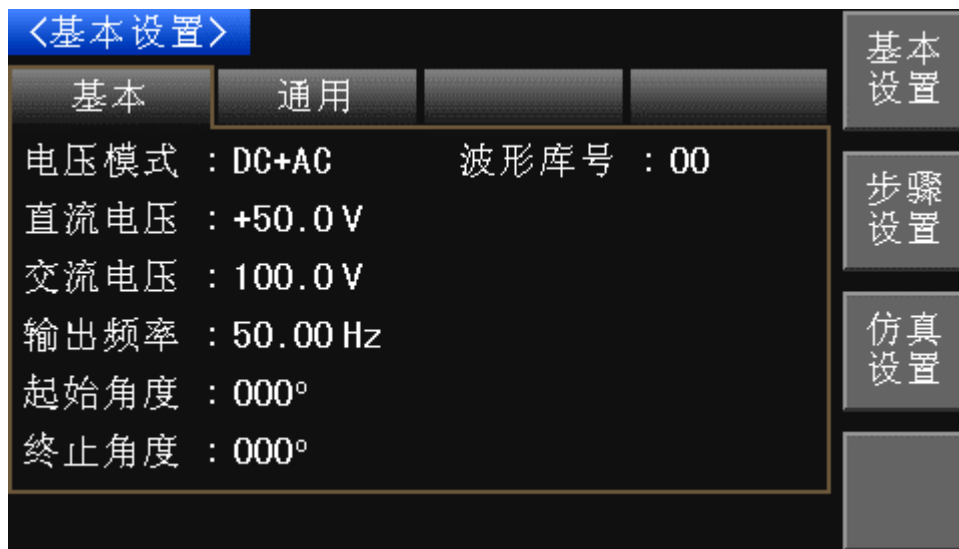 <基本设置>
基本 通用
电压模式 : DC+AC 波形库号 : 00
直流电压 : +50.0 V
交流电压 : 100.0 V
输出频率 : 50.00 Hz
起始角度 : 000°
终止角度 : 000°
基本
设置
步骤
设置
仿真
设置